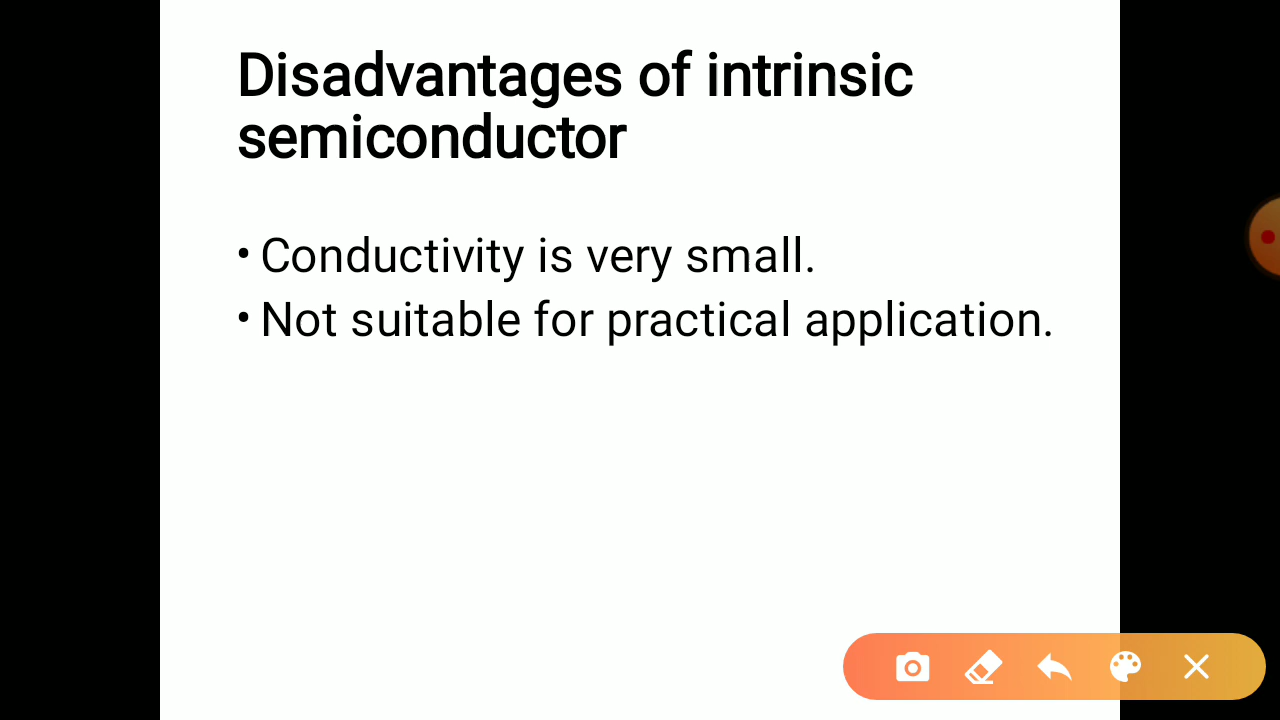 Disadvantages of intrinsic
semiconductor
• Conductivity is very small.
• Not suitable for practical application.